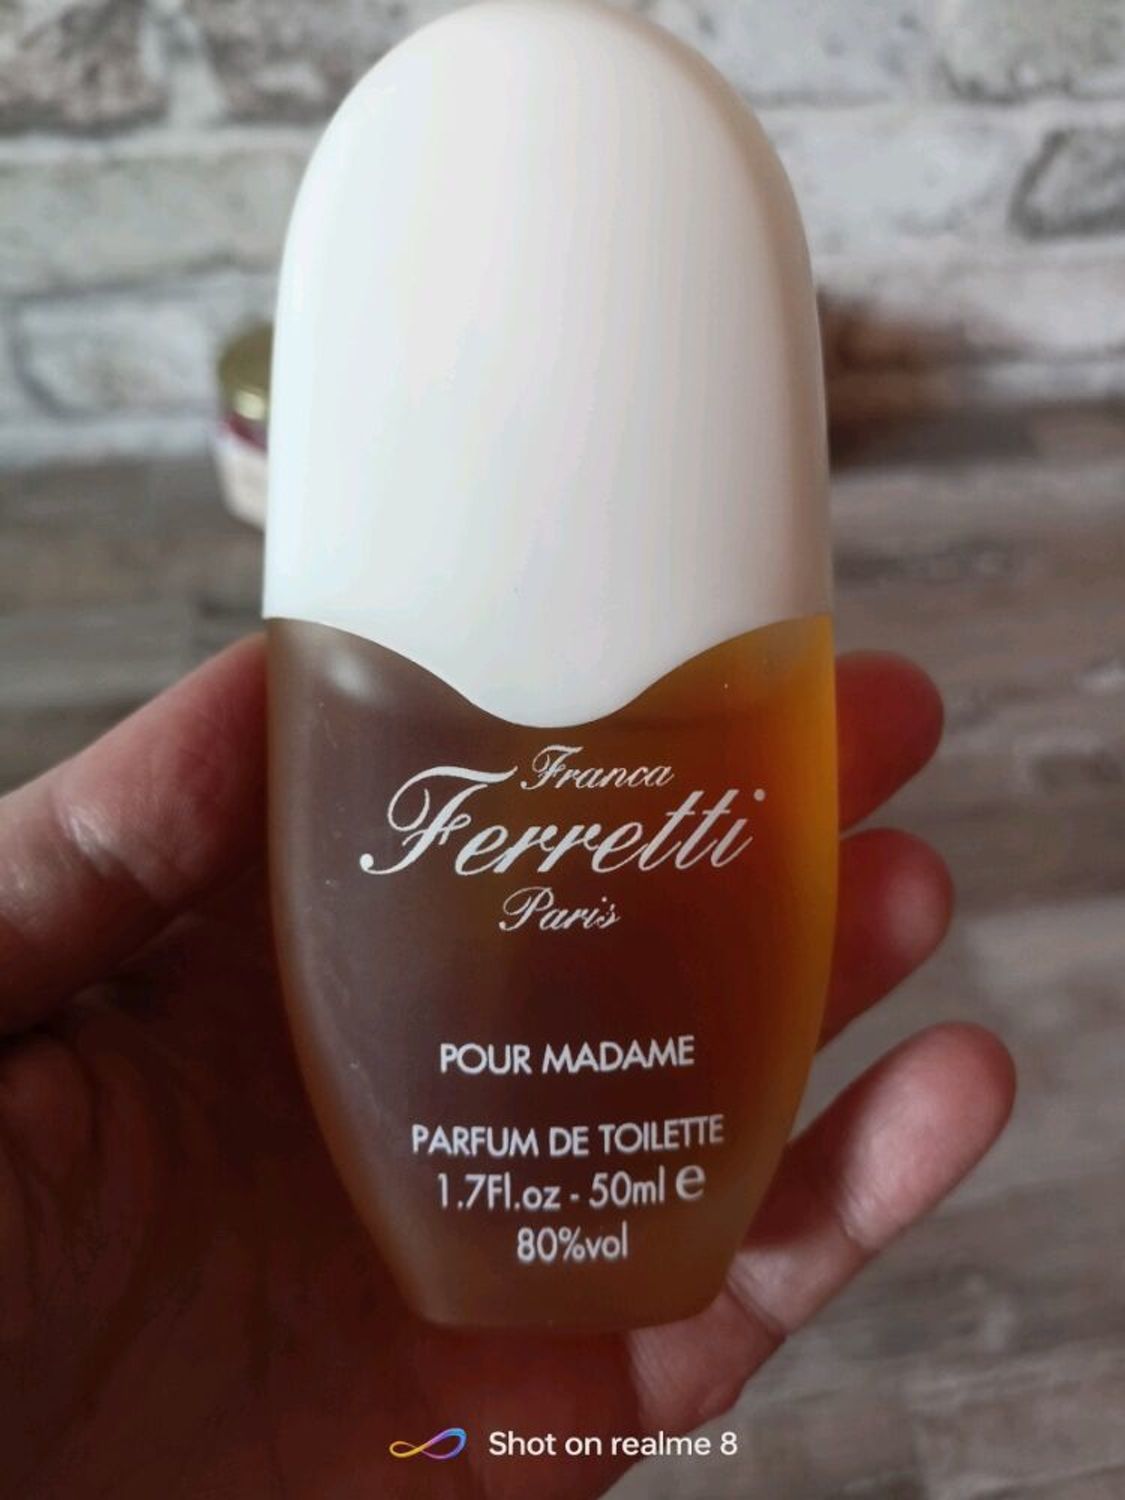 Franca
Ferretti
Paris
POUR MADAME
PARFUM DE TOILETTE
1.7Fl.oz - 50ml e
80%vol
Shot on realme 8